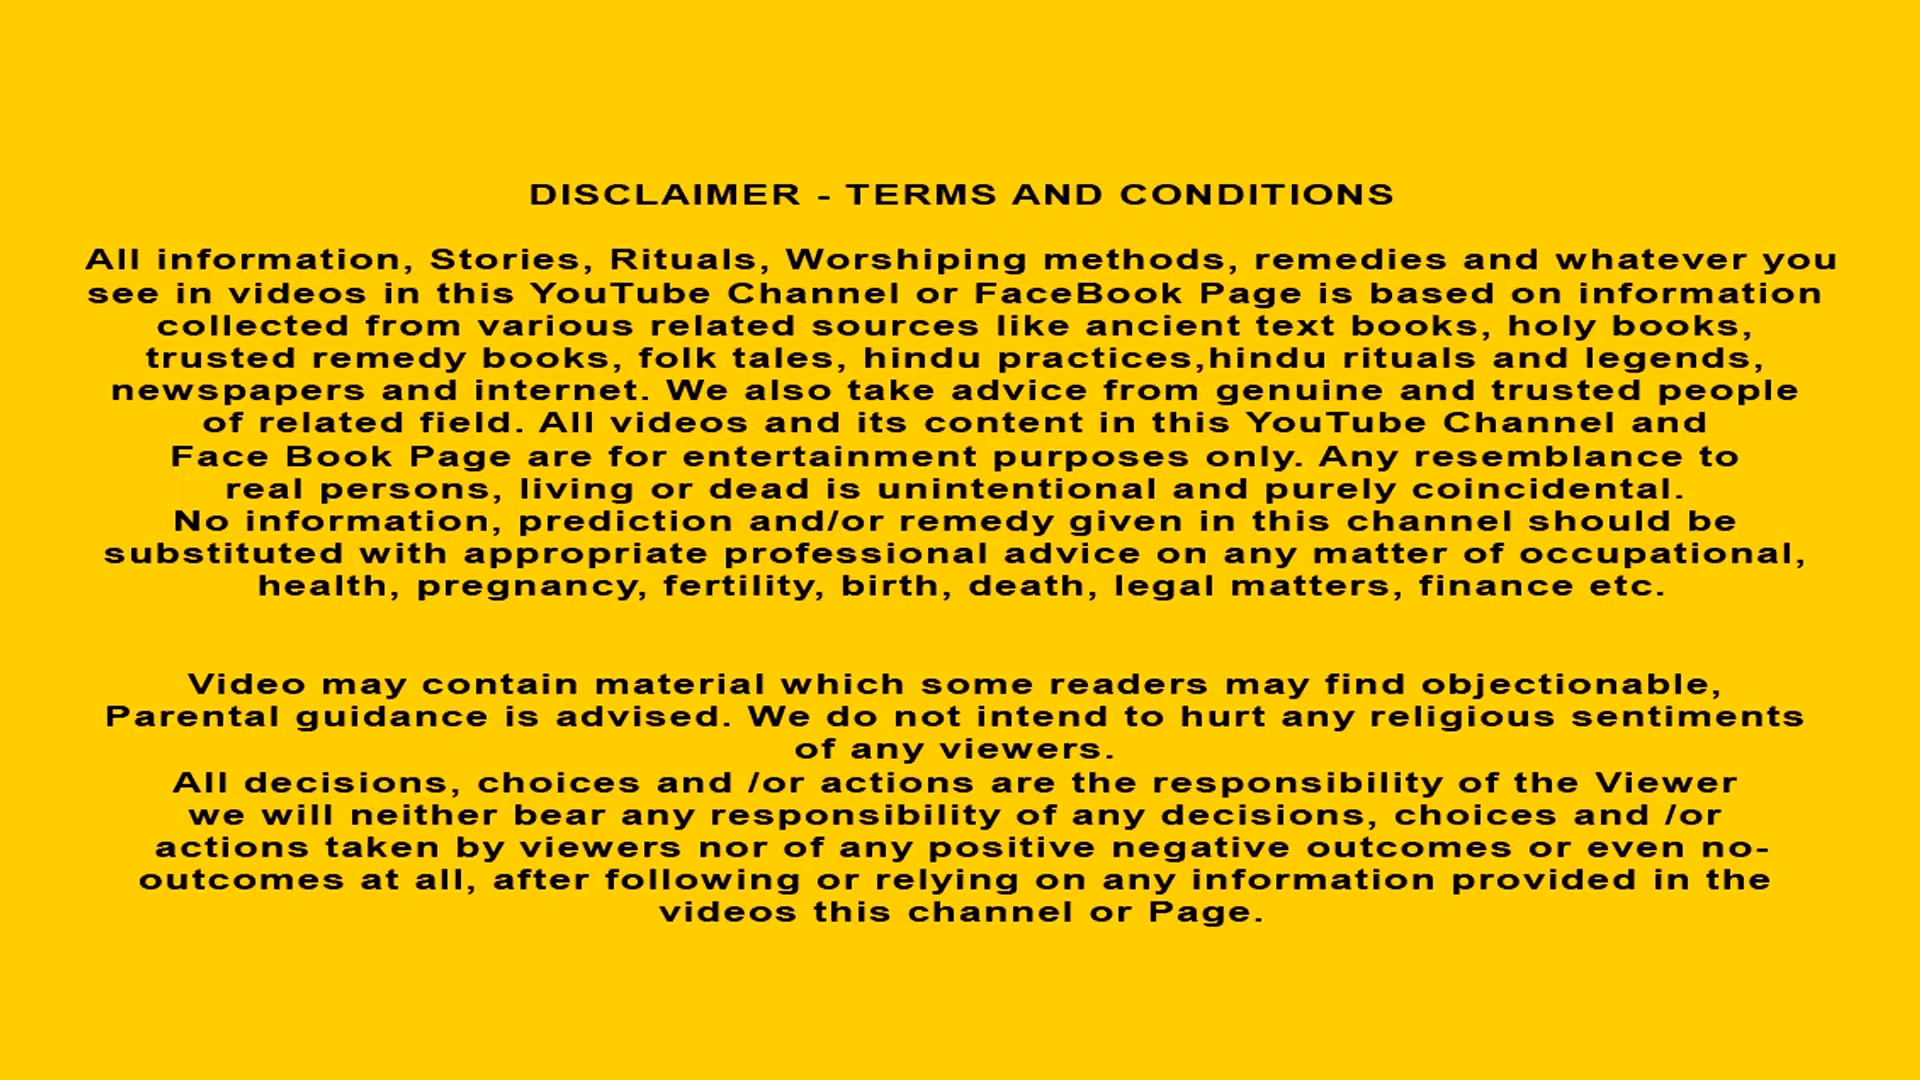 DISCLAIMER - TERMS AND CONDITIONS
All information, Stories, Rituals, Worshiping methods, remedies and whatever you
see in videos in this YouTube Channel or FaceBook Page is based on information
collected from various related sources like ancient text books, holy books,
trusted remedy books, folk tales, hindu practices,hindu rituals and legends,
newspapers and internet. We also take advice from genuine and trusted people
of related field. All videos and its content in this YouTube Channel and
Face Book Page are for entertainment purposes only. Any resemblance to
real persons, living or dead is unintentional and purely coincidental.
No information, prediction and/or remedy given in this channel should be
substituted with appropriate professional advice on any matter of occupational,
health, pregnancy, fertility, birth, death, legal matters, finance etc.
Video may contain material which some readers may find objectionable,
Parental guidance is advised. We do not intend to hurt any religious sentiments
of any viewers.
All decisions, choices and /or actions are the responsibility of the Viewer
we will neither bear any responsibility of any decisions, choices and /or
actions taken by viewers nor of any positive negative outcomes or even no-
outcomes at all, after following or relying on any information provided in the
videos this channel or Page.